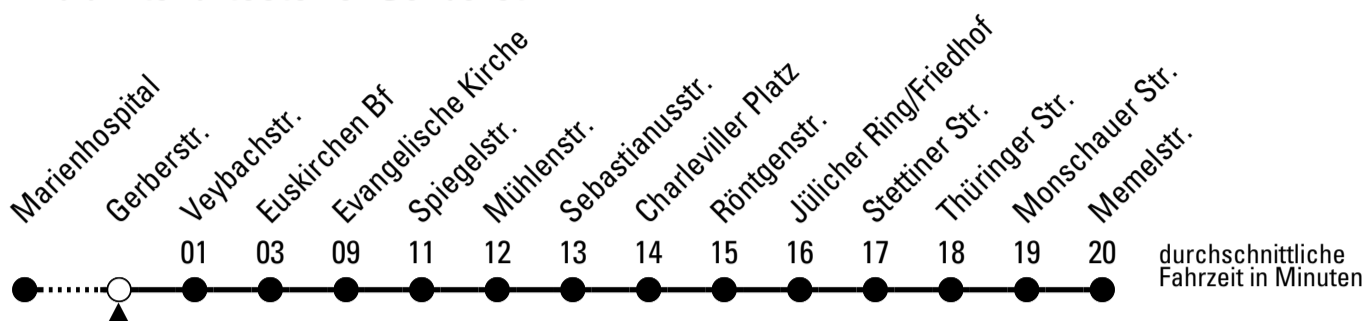 Marienhospital
Gerberstr.
Veybachstr.
Euskirchen Bf
Evangelische Kirche
Spiegelstr.
Mühlenstr.
Sebastianusstr.
Charleviller Platz
Röntgenstr.
Jülicher Ring/Friedhof
Stettiner Str.
Thüringer Str.
Monschauer Str.
Memelstr.
01 03 09 11 12 13 14 15 16 17 18 19 20
durchschnittliche
Fahrzeit in Minuten